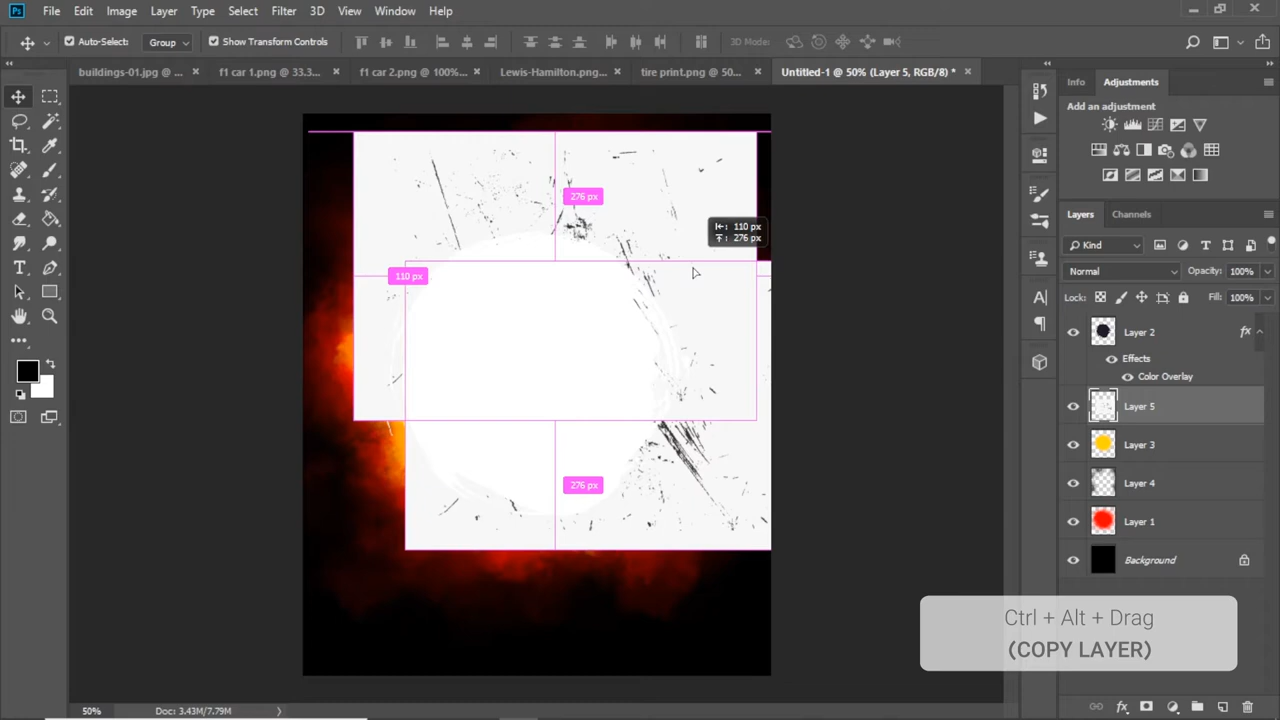 Ps File Edit Image Layer Type Select Filter 3D View Window Help
Auto-Select: Group Show Transform Controls 3D Mode:
buildings-01.jpg @ ... × f1 car 1.png @ 33.3... × f1 car 2.png @ 100%... × Lewis-Hamilton.png... × tire print.png @ 50... × Untitled-1 @ 50% (Layer 5, RGB/8) * ×
Info Adjustments
Add an adjustment
276 px
110 px
276 px
110 px
276 px
Layers Channels
Kind
Normal Opacity: 100%
Lock: Fill: 100%
Layer 2 fx
Effects
Color Overlay
Layer 5
Layer 3
Layer 4
Layer 1
Background
Ctrl + Alt + Drag
(COPY LAYER)
50% Doc: 3.43M/7.79M
fx